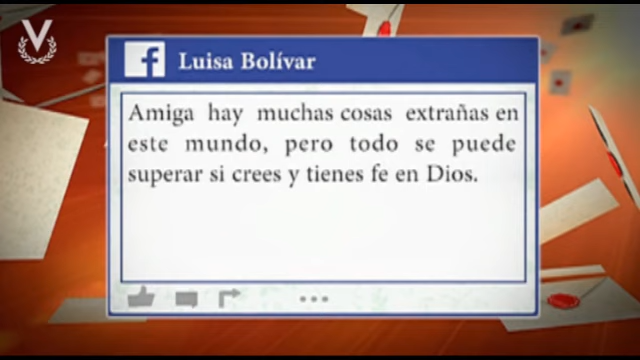 V
f Luisa Bolívar
Amiga hay muchas cosas extrañas en
este mundo, pero todo se puede
superar si crees y tienes fe en Dios.